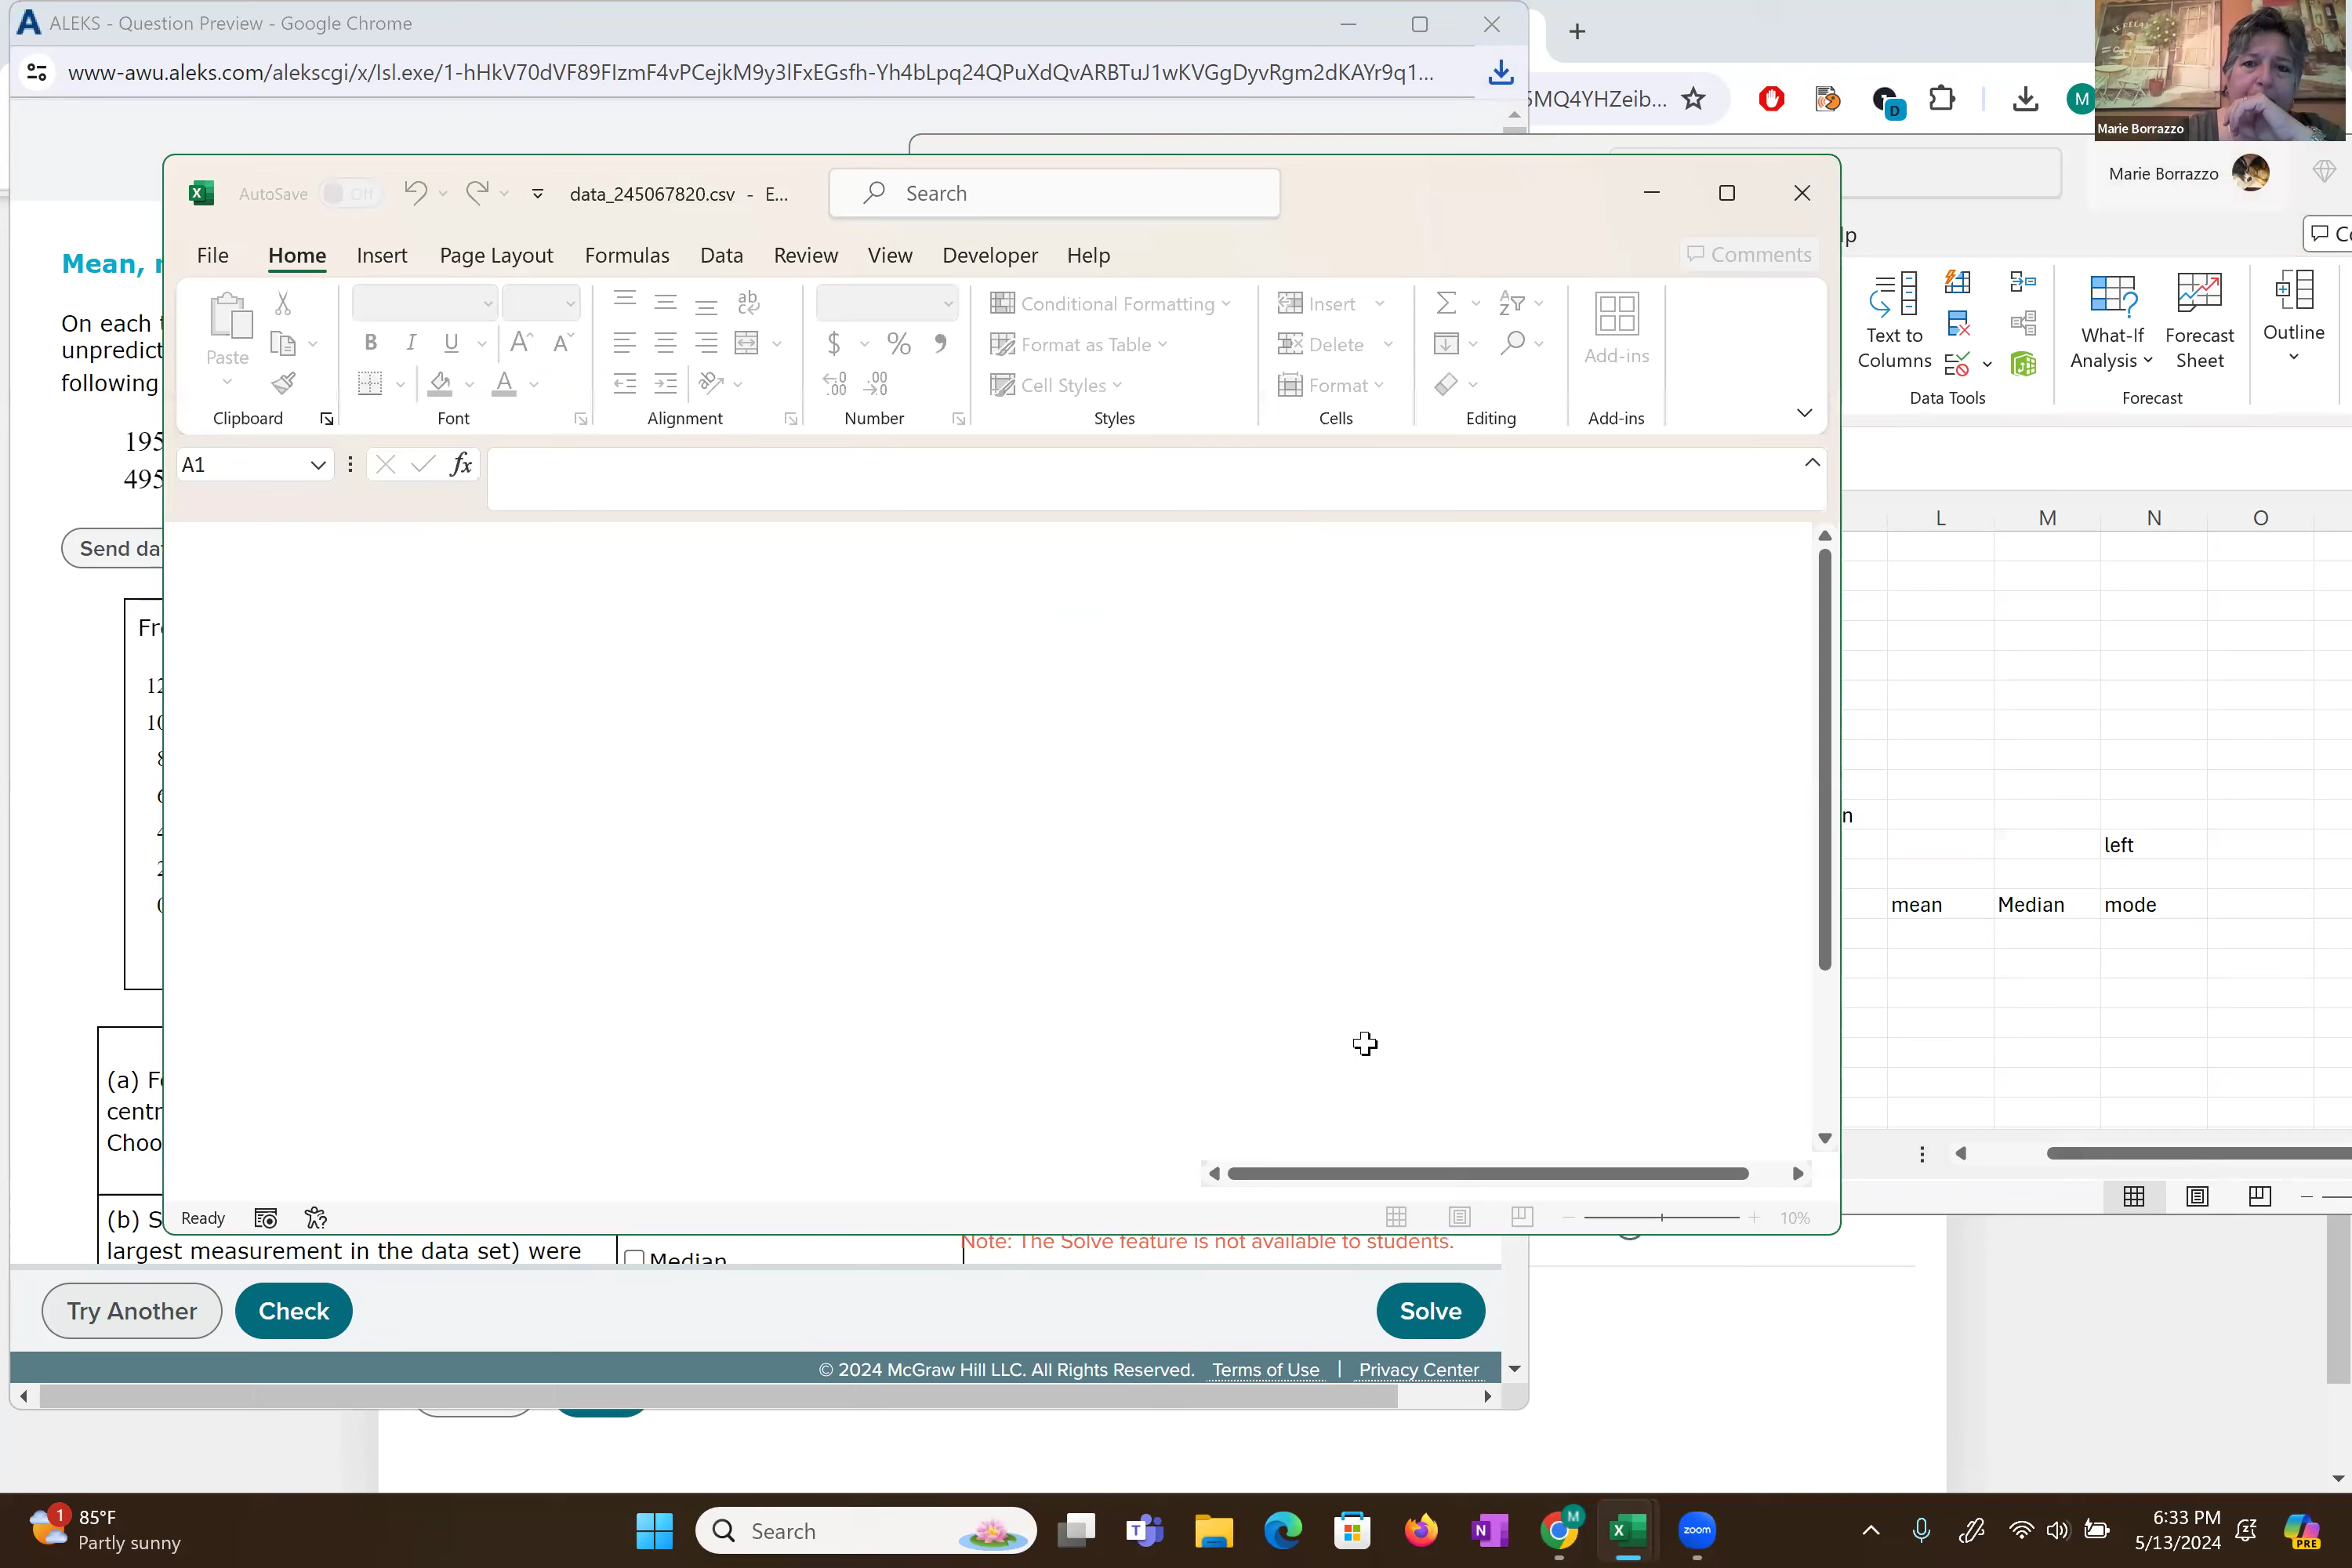 ALEKS - Question Preview - Google Chrome
www-awu.aleks.com/alekscgi/x/Isl.exe/1-hHkV70dVF89FIzmF4vPCejkM9y3lFxEGsfh-Yh4bLpq24QPuXdQvARBTuJ1wKVGgDyvRgm2dKAYr9q1...
5MQ4YHZeib...
D
M
Marie Borrazzo
Marie Borrazzo
AutoSave Off data_245067820.csv - E... Search
File Home Insert Page Layout Formulas Data Review View Developer Help Comments
Paste
Conditional Formatting
Format as Table
Cell Styles
Insert
Delete
Format
Add-ins
Clipboard Font Alignment Number Styles Cells Editing Add-ins
Text to Columns
What-If Analysis
Forecast Sheet
Outline
Data Tools Forecast
A1 fx
L M N O
left
mean Median mode
Mean,
On each
unpredict
following
195
495
Send da
12
(b) S
largest measurement in the data set) were
Median
Note: The Solve feature is not available to students.
Ready 10%
Try Another Check Solve
© 2024 McGraw Hill LLC. All Rights Reserved. Terms of Use | Privacy Center
1
85°F
Partly sunny
Search
zoom
6:33 PM
5/13/2024
PRE